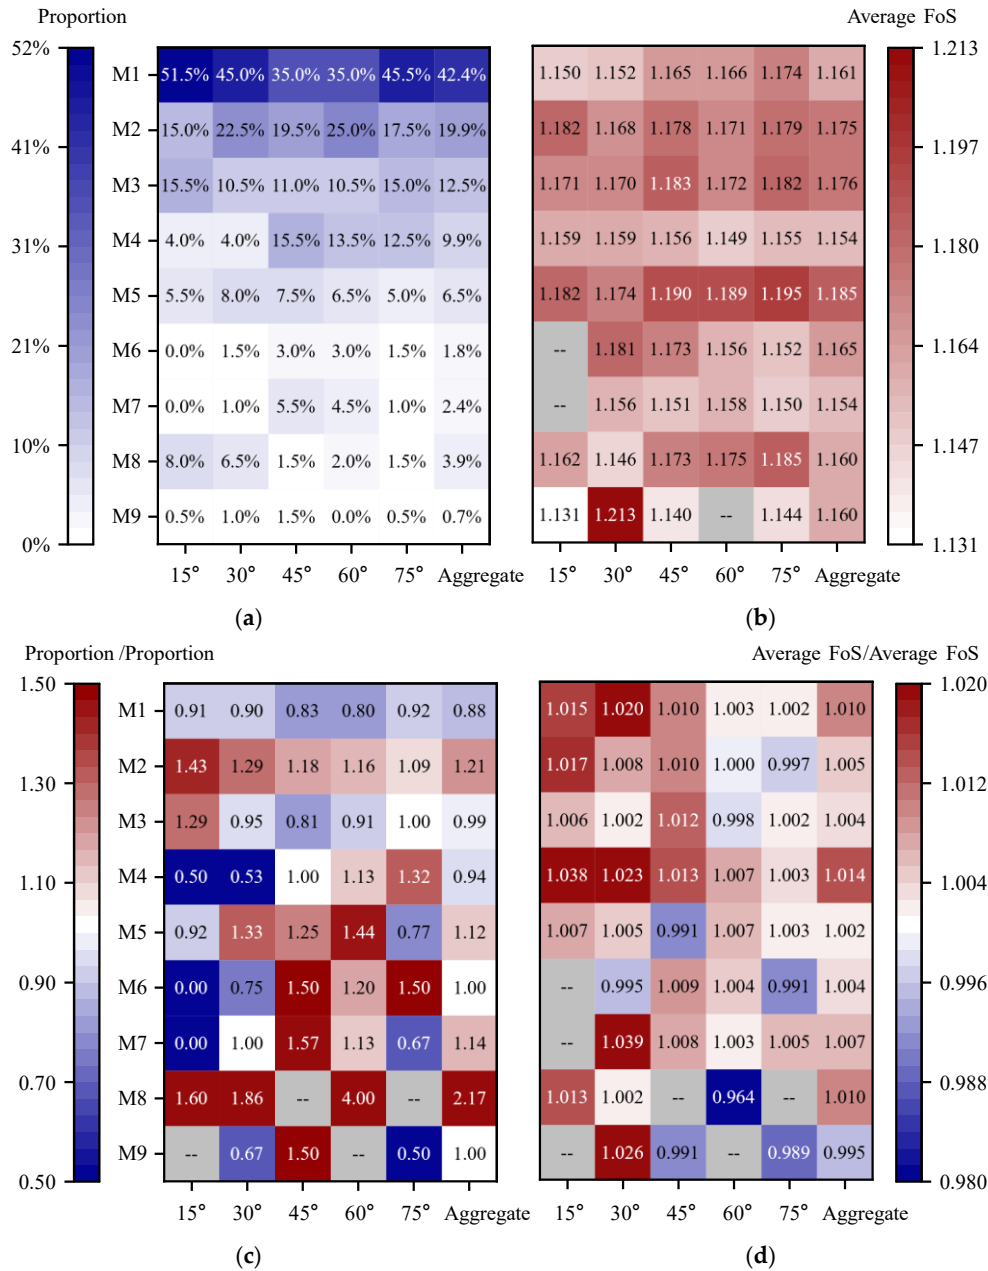 Proportion
Average FoS
52%
41%
31%
21%
10%
0%
M1 51.5% 45.0% 35.0% 35.0% 45.5% 42.4%
M2 15.0% 22.5% 19.5% 25.0% 17.5% 19.9%
M3 15.5% 10.5% 11.0% 10.5% 15.0% 12.5%
M4 4.0% 4.0% 15.5% 13.5% 12.5% 9.9%
M5 5.5% 8.0% 7.5% 6.5% 5.0% 6.5%
M6 0.0% 1.5% 3.0% 3.0% 1.5% 1.8%
M7 0.0% 1.0% 5.5% 4.5% 1.0% 2.4%
M8 8.0% 6.5% 1.5% 2.0% 1.5% 3.9%
M9 0.5% 1.0% 1.5% 0.0% 0.5% 0.7%
15° 30° 45° 60° 75° Aggregate
(a)
1.150 1.152 1.165 1.166 1.174 1.161
1.182 1.168 1.178 1.171 1.179 1.175
1.171 1.170 1.183 1.172 1.182 1.176
1.159 1.159 1.156 1.149 1.155 1.154
1.182 1.174 1.190 1.189 1.195 1.185
-- 1.181 1.173 1.156 1.152 1.165
-- 1.156 1.151 1.158 1.150 1.154
1.162 1.146 1.173 1.175 1.185 1.160
1.131 1.213 1.140 -- 1.144 1.160
15° 30° 45° 60° 75° Aggregate
1.213
1.197
1.180
1.164
1.147
1.131
(b)
Proportion /Proportion
Average FoS/Average FoS
1.50
1.30
1.10
0.90
0.70
0.50
M1 0.91 0.90 0.83 0.80 0.92 0.88
M2 1.43 1.29 1.18 1.16 1.09 1.21
M3 1.29 0.95 0.81 0.91 1.00 0.99
M4 0.50 0.53 1.00 1.13 1.32 0.94
M5 0.92 1.33 1.25 1.44 0.77 1.12
M6 0.00 0.75 1.50 1.20 1.50 1.00
M7 0.00 1.00 1.57 1.13 0.67 1.14
M8 1.60 1.86 -- 4.00 -- 2.17
M9 -- 0.67 1.50 -- 0.50 1.00
15° 30° 45° 60° 75° Aggregate
(c)
1.015 1.020 1.010 1.003 1.002 1.010
1.017 1.008 1.010 1.000 0.997 1.005
1.006 1.002 1.012 0.998 1.002 1.004
1.038 1.023 1.013 1.007 1.003 1.014
1.007 1.005 0.991 1.007 1.003 1.002
-- 0.995 1.009 1.004 0.991 1.004
-- 1.039 1.008 1.003 1.005 1.007
1.013 1.002 -- 0.964 -- 1.010
-- 1.026 0.991 -- 0.989 0.995
15° 30° 45° 60° 75° Aggregate
1.020
1.012
1.004
0.996
0.988
0.980
(d)